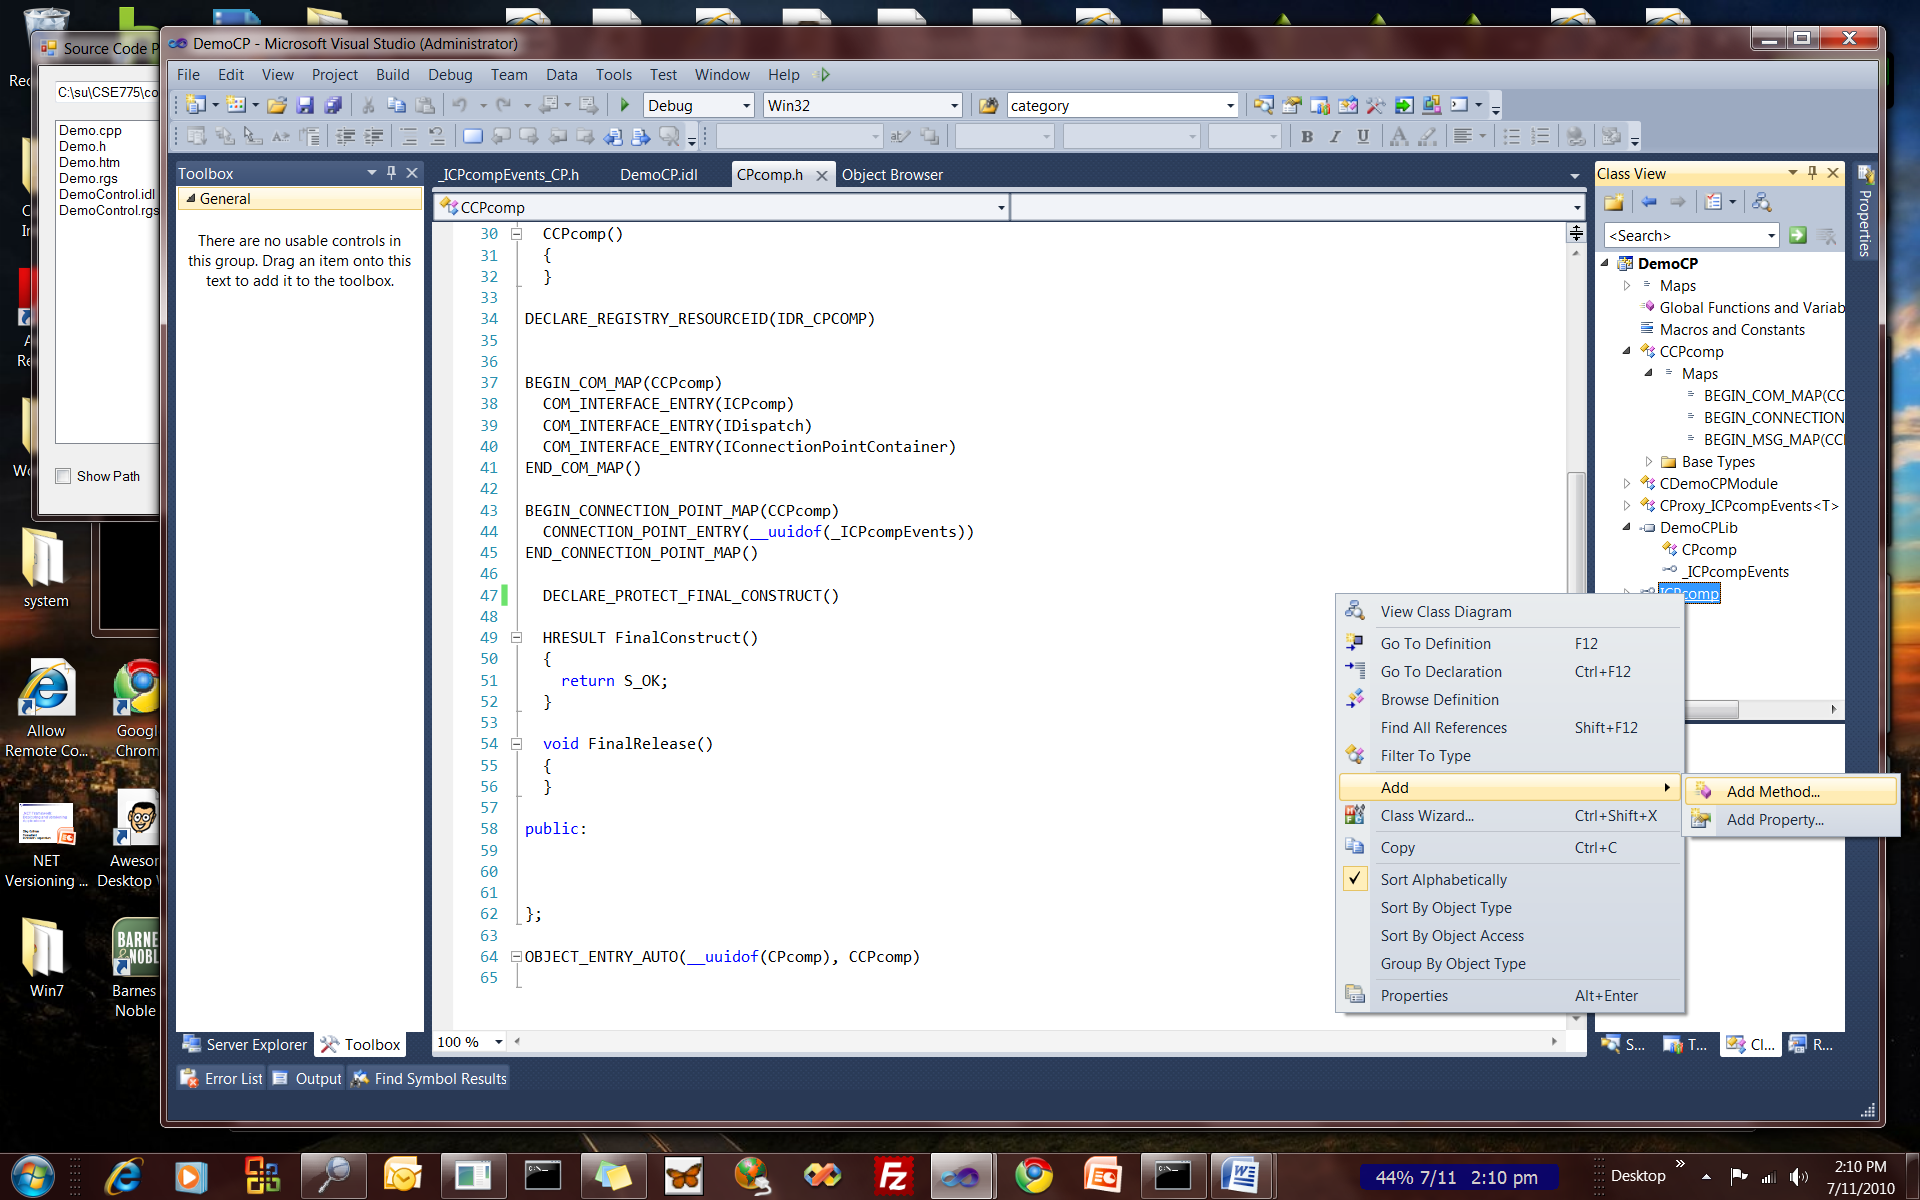 Source Code P
C:\su\CSE775\co
Demo.cpp
Demo.h
Demo.htm
Demo.rgs
DemoControl.idl
DemoControl.rgs
Show Path
DemoCP - Microsoft Visual Studio (Administrator)
File Edit View Project Build Debug Team Data Tools Test Window Help
Debug Win32 category
Toolbox
General
There are no usable controls in
this group. Drag an item onto this
text to add it to the toolbox.
_ICPcompEvents_CP.h DemoCP.idl CPcomp.h Object Browser
CCPcomp
30 CCPcomp()
31 {
32 }
33
34 DECLARE_REGISTRY_RESOURCEID(IDR_CPCOMP)
35
36
37 BEGIN_COM_MAP(CCPcomp)
38 COM_INTERFACE_ENTRY(ICPcomp)
39 COM_INTERFACE_ENTRY(IDispatch)
40 COM_INTERFACE_ENTRY(IConnectionPointContainer)
41 END_COM_MAP()
42
43 BEGIN_CONNECTION_POINT_MAP(CCPcomp)
44 CONNECTION_POINT_ENTRY(__uuidof(_ICPcompEvents))
45 END_CONNECTION_POINT_MAP()
46
47 DECLARE_PROTECT_FINAL_CONSTRUCT()
48
49 HRESULT FinalConstruct()
50 {
51 return S_OK;
52 }
53
54 void FinalRelease()
55 {
56 }
57
58 public:
59
60
61
62 };
63
64 OBJECT_ENTRY_AUTO(__uuidof(CPcomp), CCPcomp)
65
100 %
Class View
<Search>
DemoCP
Maps
Global Functions and Variab
Macros and Constants
CCPcomp
Maps
BEGIN_COM_MAP(CC
BEGIN_CONNECTION
BEGIN_MSG_MAP(CC
Base Types
CDemoCPModule
CProxy_ICPcompEvents<T>
DemoCPLib
CPcomp
_ICPcompEvents
ICPcomp
Properties
View Class Diagram
Go To Definition F12
Go To Declaration Ctrl+F12
Browse Definition
Find All References Shift+F12
Filter To Type
Add
Class Wizard... Ctrl+Shift+X
Copy Ctrl+C
Sort Alphabetically
Sort By Object Type
Sort By Object Access
Group By Object Type
Properties Alt+Enter
Add Method...
Add Property...
Server Explorer Toolbox
S... T... Cl... R...
Error List Output Find Symbol Results
system
Allow
Remote Co...
Googl
Chrom
NET
Versioning ...
Aweson
Desktop
Win7
BARNE
&NOBLE
Barnes
Noble
44% 7/11 2:10 pm
Desktop
2:10 PM
7/11/2010